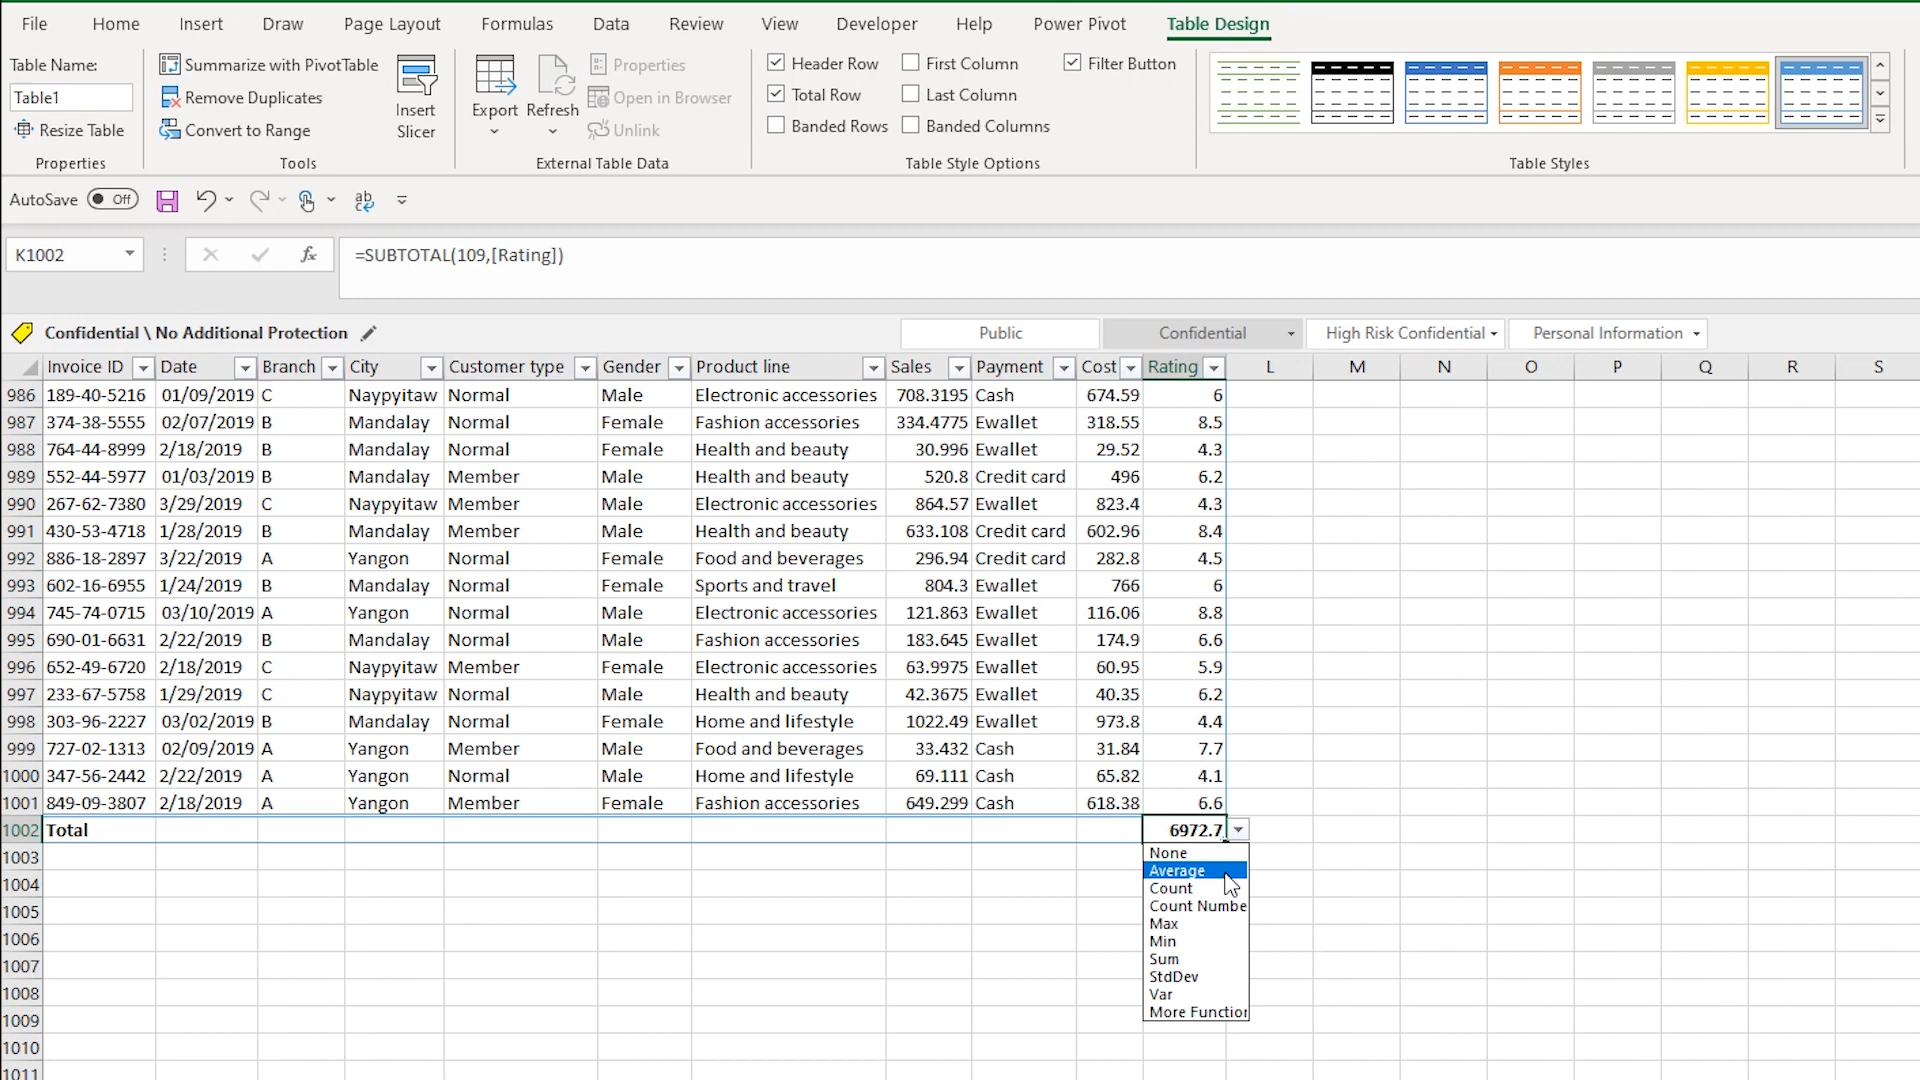 File Home Insert Draw Page Layout Formulas Data Review View Developer Help Power Pivot Table Design
Table Name:
Table1
Resize Table
Properties
Summarize with PivotTable
Remove Duplicates
Convert to Range
Tools
Insert
Slicer
Export
Refresh
Properties
Open in Browser
Unlink
External Table Data
Header Row First Column Filter Button
Total Row Last Column
Banded Rows Banded Columns
Table Style Options
Table Styles
AutoSave Off
ab
K1002 fx =SUBTOTAL(109,[Rating])
Confidential \ No Additional Protection Public Confidential High Risk Confidential Personal Information
Invoice ID Date Branch City Customer type Gender Product line Sales Payment Cost Rating L M N O P Q R S
986 189-40-5216 01/09/2019 C Naypyitaw Normal Male Electronic accessories 708.3195 Cash 674.59 6
987 374-38-5555 02/07/2019 B Mandalay Normal Female Fashion accessories 334.4775 Ewallet 318.55 8.5
988 764-44-8999 2/18/2019 B Mandalay Normal Female Health and beauty 30.996 Ewallet 29.52 4.3
989 552-44-5977 01/03/2019 B Mandalay Member Male Health and beauty 520.8 Credit card 496 6.2
990 267-62-7380 3/29/2019 C Naypyitaw Member Male Electronic accessories 864.57 Ewallet 823.4 4.3
991 430-53-4718 1/28/2019 B Mandalay Member Male Health and beauty 633.108 Credit card 602.96 8.4
992 886-18-2897 3/22/2019 A Yangon Normal Female Food and beverages 296.94 Credit card 282.8 4.5
993 602-16-6955 1/24/2019 B Mandalay Normal Female Sports and travel 804.3 Ewallet 766 6
994 745-74-0715 03/10/2019 A Yangon Normal Male Electronic accessories 121.863 Ewallet 116.06 8.8
995 690-01-6631 2/22/2019 B Mandalay Normal Male Fashion accessories 183.645 Ewallet 174.9 6.6
996 652-49-6720 2/18/2019 C Naypyitaw Member Female Electronic accessories 63.9975 Ewallet 60.95 5.9
997 233-67-5758 1/29/2019 C Naypyitaw Normal Male Health and beauty 42.3675 Ewallet 40.35 6.2
998 303-96-2227 03/02/2019 B Mandalay Normal Female Home and lifestyle 1022.49 Ewallet 973.8 4.4
999 727-02-1313 02/09/2019 A Yangon Member Male Food and beverages 33.432 Cash 31.84 7.7
1000 347-56-2442 2/22/2019 A Yangon Normal Male Home and lifestyle 69.111 Cash 65.82 4.1
1001 849-09-3807 2/18/2019 A Yangon Member Female Fashion accessories 649.299 Cash 618.38 6.6
1002 Total 6972.7
1003
1004
1005
1006
1007
1008
1009
1010
1011
None
Average
Count
Count Numbe
Max
Min
Sum
StdDev
Var
More Function